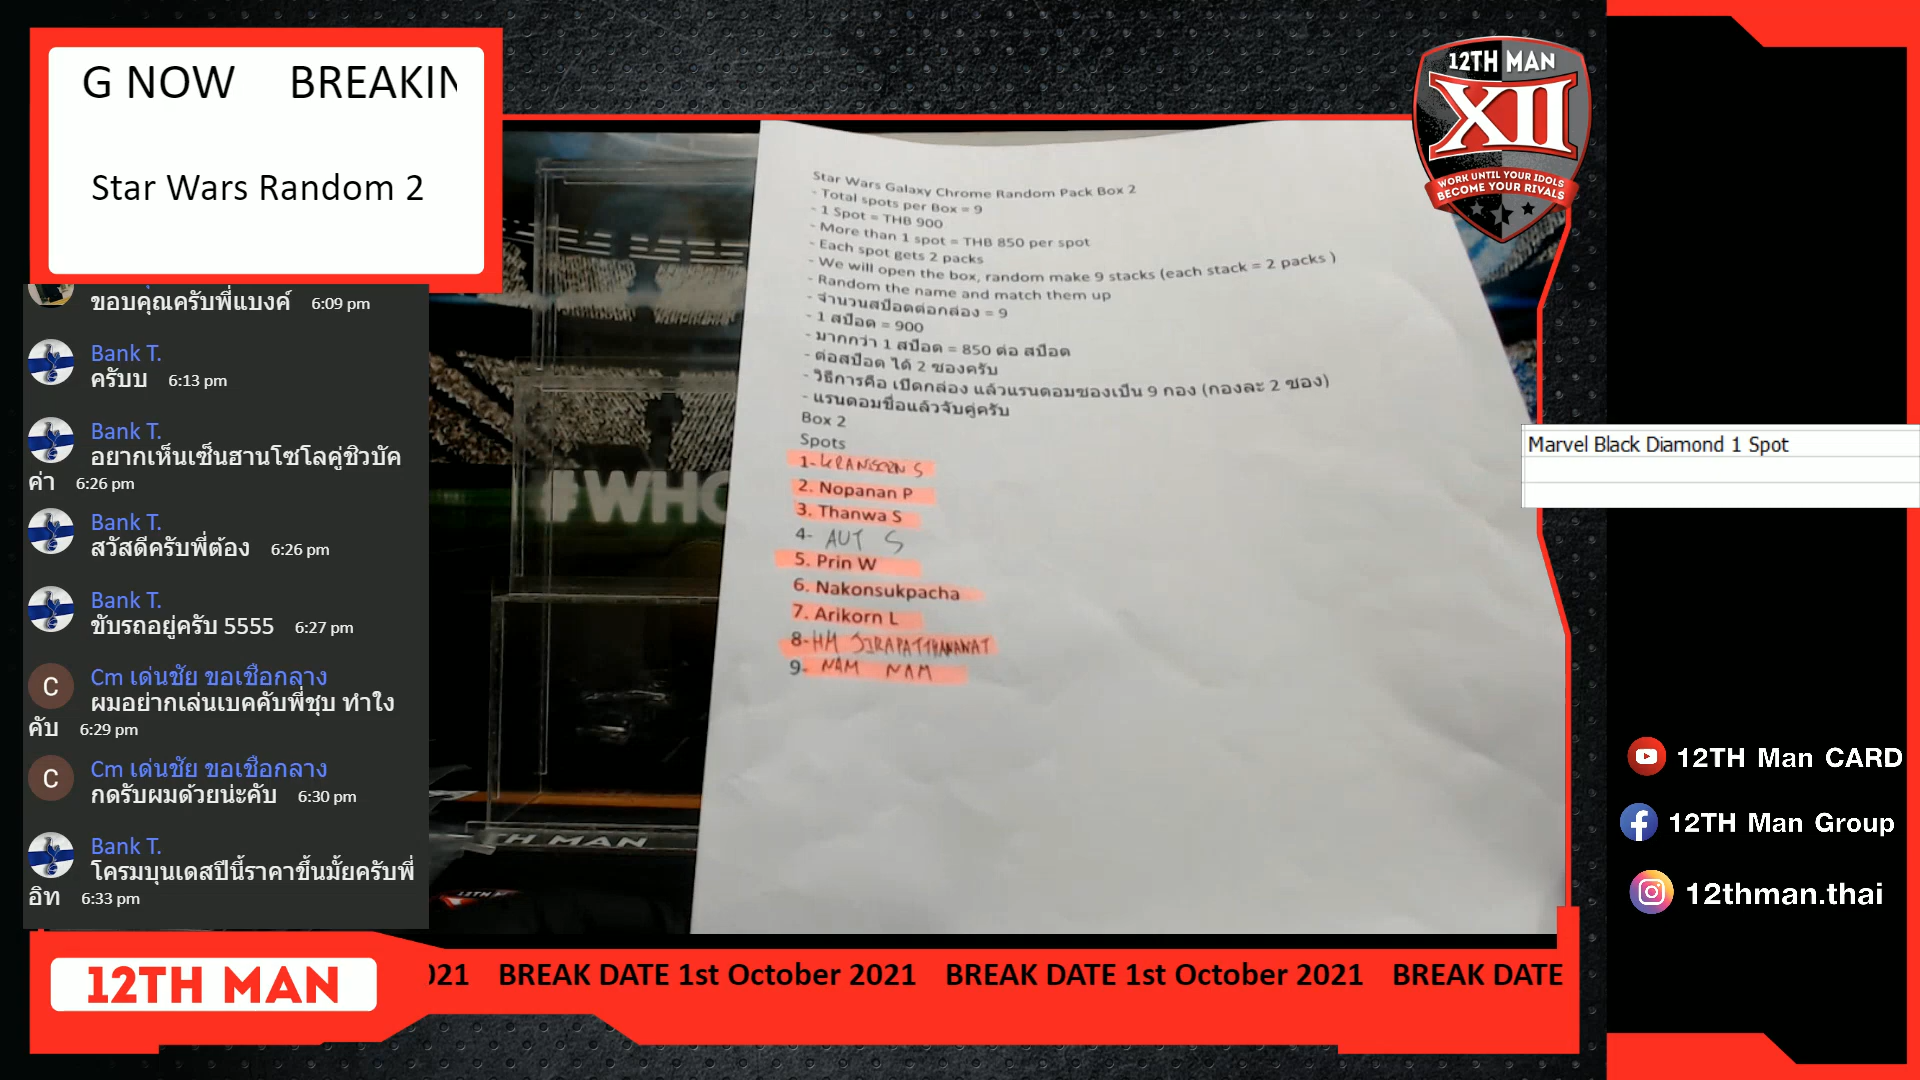 G NOW BREAKIN
Star Wars Random 2
ขอบคุณครับพี่แบงค์ 6:09 pm
Bank T.
ครับบ 6:13 pm
Bank T.
อยากเห็นเซ็นฮานโซโลคู่ชิวบัค
ค่า 6:26 pm
Bank T.
สวัสดีครับพี่ต้อง 6:26 pm
Bank T.
ขับรถอยู่ครับ 5555 6:27 pm
C
Cm เด่นชัย ขอเชือกลาง
ผมอย่ากเล่นเบคคับพี่ชุบ ทำใง
คับ 6:29 pm
C
Cm เด่นชัย ขอเชือกลาง
กดรับผมด้วยน่ะคับ 6:30 pm
Bank T.
โครมบุนเดสปีนี้ราคาขึ้นมั้ยครับพี่
อิท 6:33 pm
Star Wars Galaxy Chrome Random Pack Box 2
- Total spots per Box = 9
- 1 Spot = THB 900
- More than 1 spot = THB 850 per spot
- Each spot gets 2 packs
- We will open the box, random make 9 stacks (each stack = 2 packs )
- Random the name and match them up
- จำนวนสป๊อตต่อกล่อง = 9
- 1 สป๊อต = 900
- มากกว่า 1 สป๊อต = 850 ต่อ สป๊อต
- ต่อสป๊อต ได้ 2 ซองครับ
- วิธีการคือ เปิดกล่อง แล้วแรนดอมซองเป็น 9 กอง (กองละ 2 ซอง)
- แรนดอมชื่อแล้วจับคู่ครับ
Box 2
Spots
1-
2. Nopanan P
3. Thanwa S
4- AUT S
5. Prin W
6. Nakonsukpacha
7. Arikorn L
8- HM
9. NAM NAM
#WHO
TH MAN
12TH
12TH MAN
XII
WORK UNTIL YOUR IDOLS
BECOME YOUR RIVALS
Marvel Black Diamond 1 Spot
12TH Man CARD
12TH Man Group
12thman.thai
12TH MAN
021 BREAK DATE 1st October 2021 BREAK DATE 1st October 2021 BREAK DATE